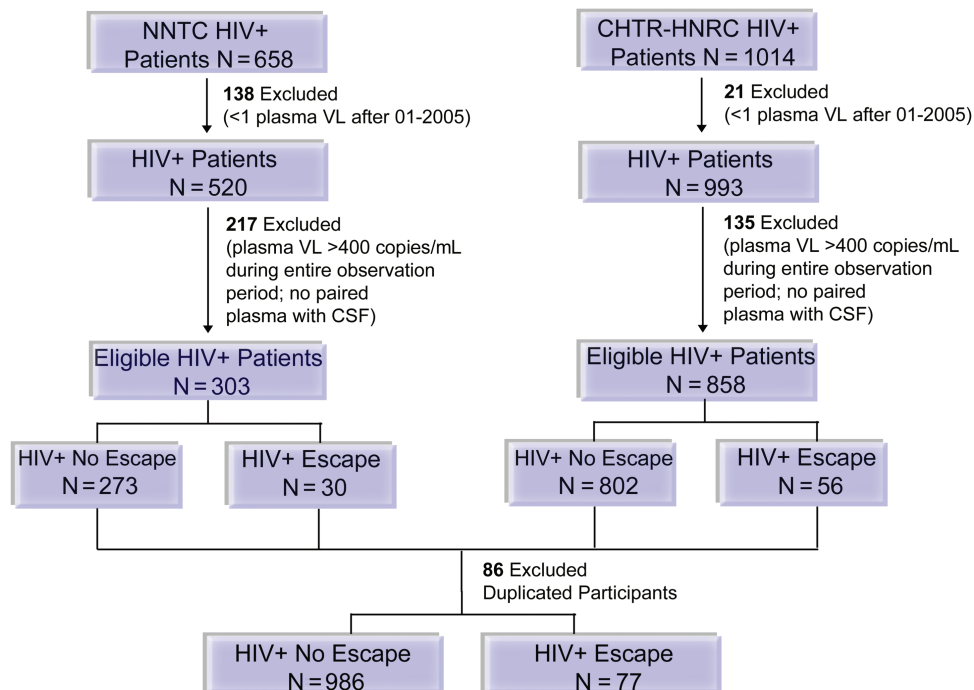 NNTC HIV+
Patients N = 658
138 Excluded
(<1 plasma VL after 01-2005)
HIV+ Patients
N = 520
217 Excluded
(plasma VL >400 copies/mL
during entire observation
period; no paired
plasma with CSF)
Eligible HIV+ Patients
N = 303
HIV+ No Escape
N = 273
HIV+ Escape
N = 30
CHTR-HNRC HIV+
Patients N = 1014
21 Excluded
(<1 plasma VL after 01-2005)
HIV+ Patients
N = 993
135 Excluded
(plasma VL >400 copies/mL
during entire observation
period; no paired
plasma with CSF)
Eligible HIV+ Patients
N = 858
HIV+ No Escape
N = 802
HIV+ Escape
N = 56
86 Excluded
Duplicated Participants
HIV+ No Escape
N = 986
HIV+ Escape
N = 77